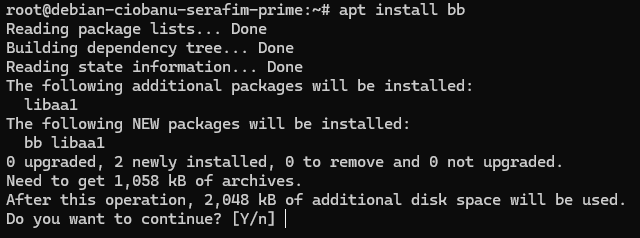 root@debian-ciobanu-serafim-prime:~# apt install bb
Reading package lists... Done
Building dependency tree... Done
Reading state information... Done
The following additional packages will be installed:
  libaa1
The following NEW packages will be installed:
  bb libaa1
0 upgraded, 2 newly installed, 0 to remove and 0 not upgraded.
Need to get 1,058 kB of archives.
After this operation, 2,048 kB of additional disk space will be used.
Do you want to continue? [Y/n]